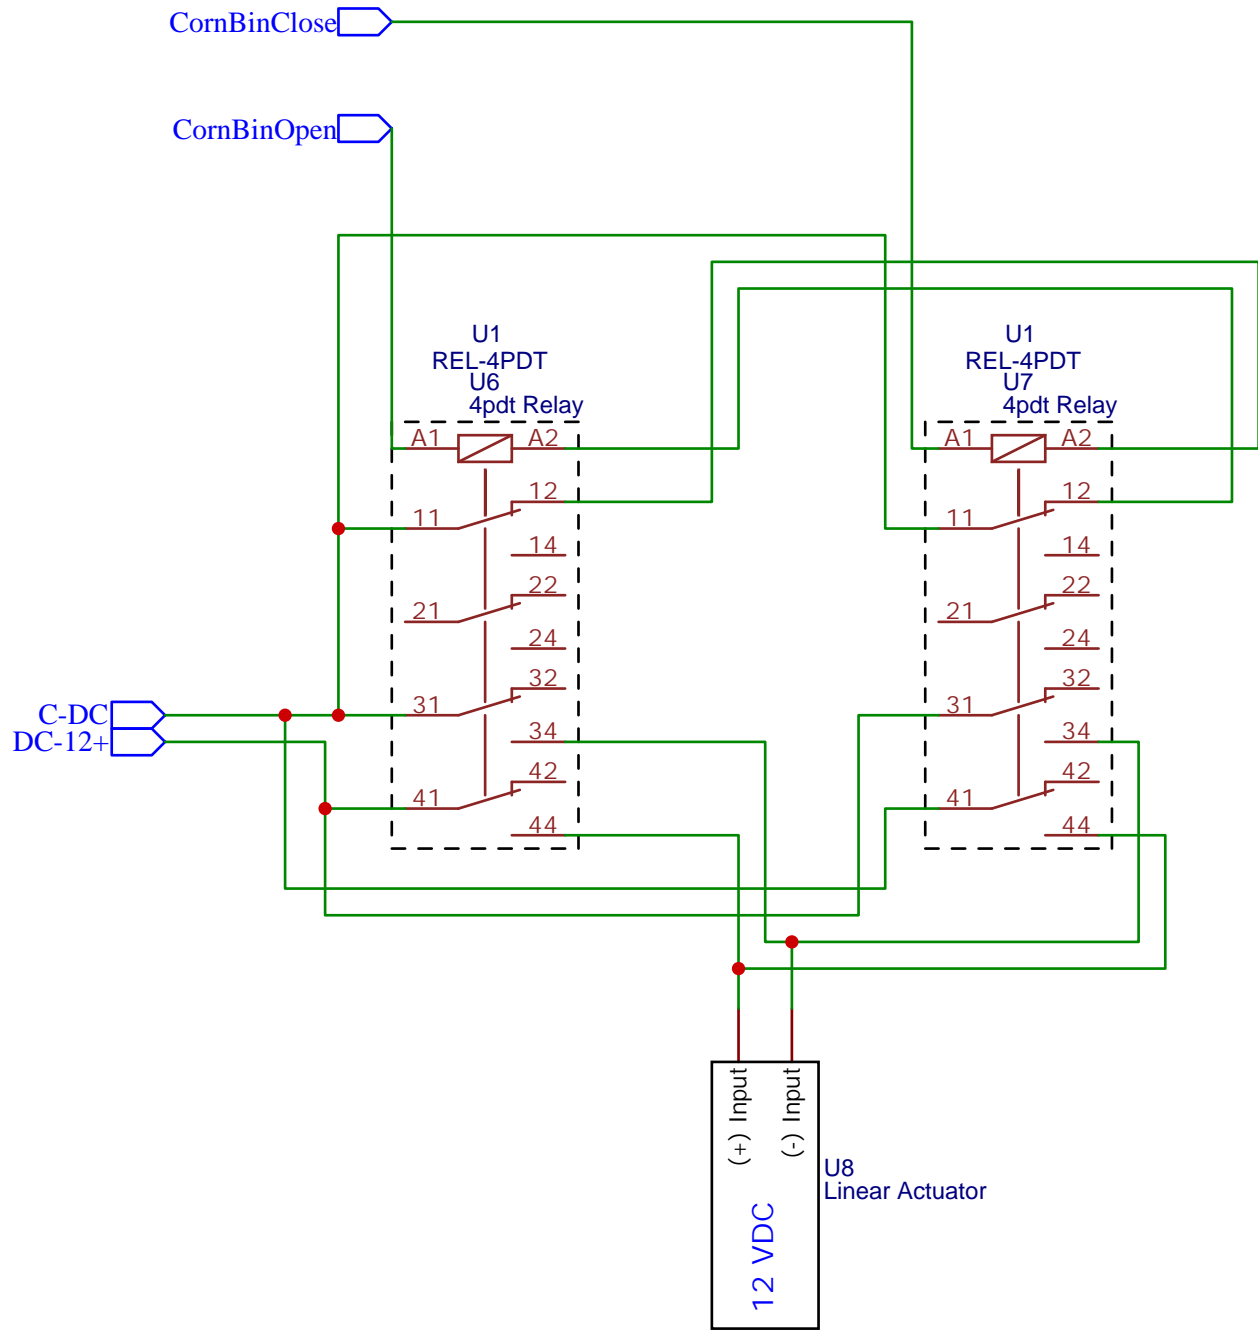 CornBinClose
CornBinOpen
U1
REL-4PDT
U6
4pdt Relay
A1 A2
12
11
14
22
21
24
32
31
34
42
41
44
U1
REL-4PDT
U7
4pdt Relay
A1 A2
12
11
14
22
21
24
32
31
34
42
41
44
C-DC
DC-12+
(+) Input
(-) Input
12 VDC
U8
Linear Actuator